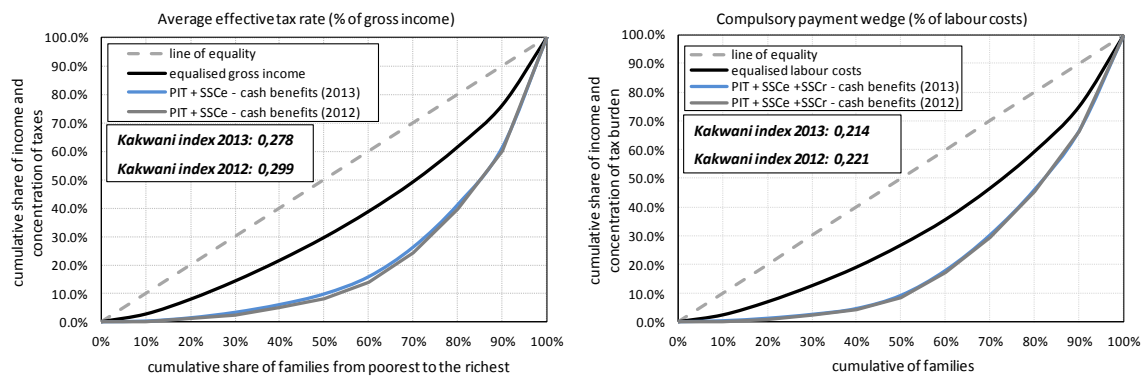 Average effective tax rate (% of gross income)
cumulative share of income and
concentration of taxes
100.0%
90.0%
80.0%
70.0%
60.0%
50.0%
40.0%
30.0%
20.0%
10.0%
0.0%
line of equality
equalised gross income
PIT + SSCe - cash benefits (2013)
PIT + SSCe - cash benefits (2012)
Kakwani index 2013: 0,278
Kakwani index 2012: 0,299
0% 10% 20% 30% 40% 50% 60% 70% 80% 90% 100%
cumulative share of families from poorest to the richest
Compulsory payment wedge (% of labour costs)
cumulative share of income and
concentration of tax burden
100.0%
90.0%
80.0%
70.0%
60.0%
50.0%
40.0%
30.0%
20.0%
10.0%
0.0%
line of equality
equalised labour costs
PIT + SSCe +SSCr - cash benefits (2013)
PIT + SSCe +SSCr - cash benefits (2012)
Kakwani index 2013: 0,214
Kakwani index 2012: 0,221
0% 10% 20% 30% 40% 50% 60% 70% 80% 90% 100%
cumulative of families